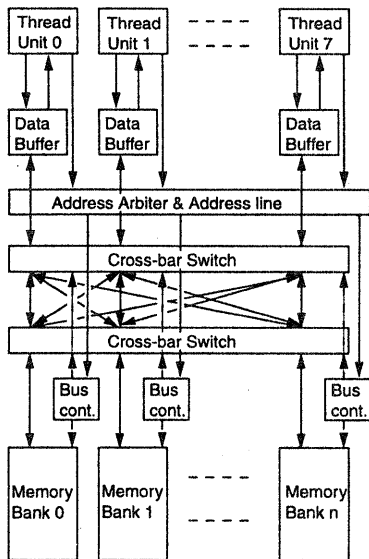 Thread
Unit 0
Thread
Unit 1
Thread
Unit 7
Data
Buffer
Data
Buffer
Data
Buffer
Address Arbiter & Address line
Cross-bar Switch
Cross-bar Switch
Bus
cont.
Bus
cont.
Bus
cont.
Memory
Bank 0
Memory
Bank 1
Memory
Bank n